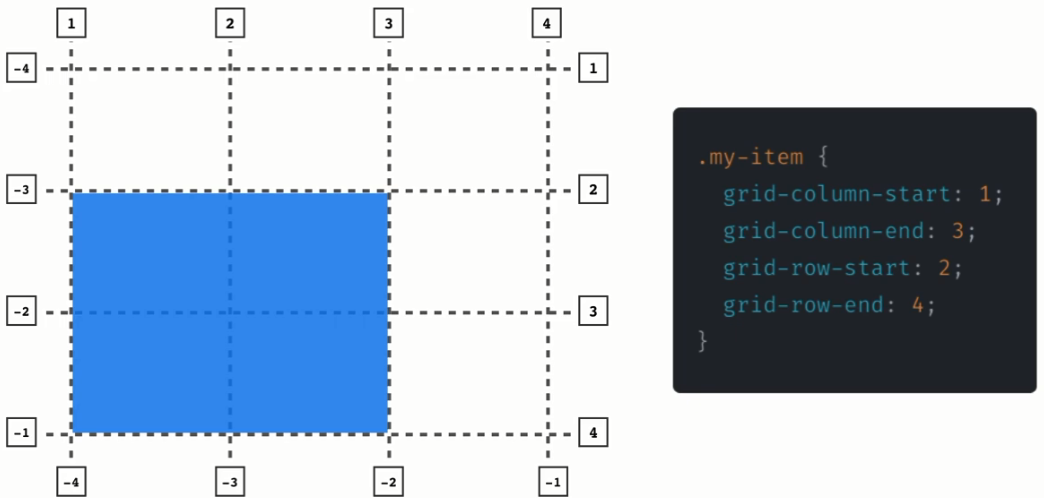 1 2 3 4
-4 1
-3 2
-2 3
-1 4
-4 -3 -2 -1
.my-item {
  grid-column-start: 1;
  grid-column-end: 3;
  grid-row-start: 2;
  grid-row-end: 4;
}